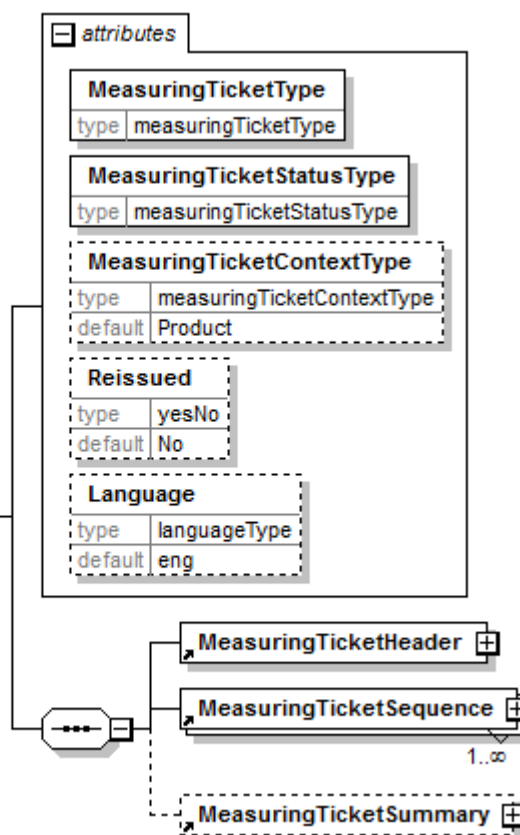 attributes
MeasuringTicketType
type measuringTicketType
MeasuringTicketStatusType
type measuringTicketStatusType
MeasuringTicketContextType
type measuringTicketContextType
default Product
Reissued
type yesNo
default No
Language
type languageType
default eng
MeasuringTicketHeader
MeasuringTicketSequence
1..∞
MeasuringTicketSummary